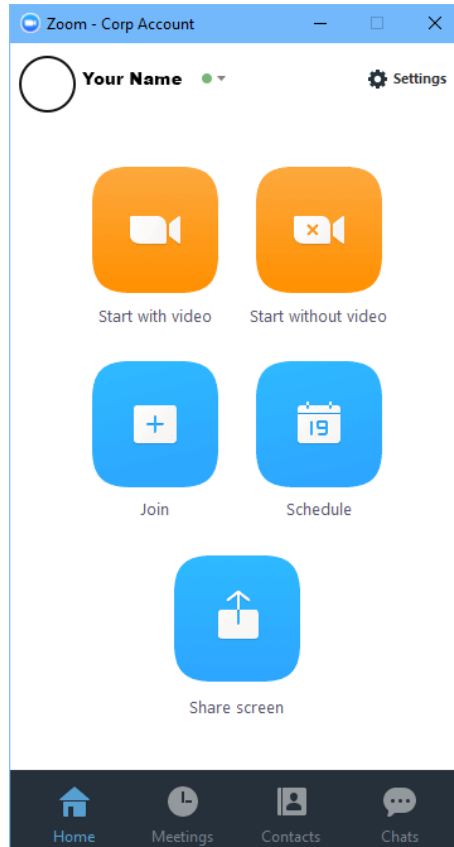 Zoom - Corp Account
Your Name
Settings
Start with video
Start without video
Join
19
Schedule
Share screen
Home
Meetings
Contacts
Chats